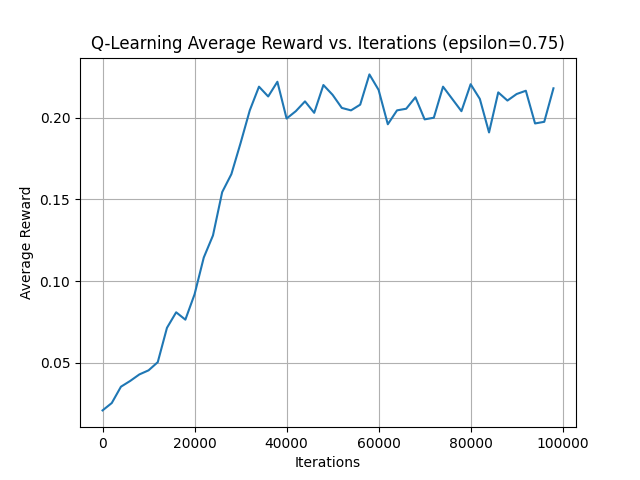 Q-Learning Average Reward vs. Iterations (epsilon=0.75)
0.20
0.15
0.10
0.05
Average Reward
0 20000 40000 60000 80000 100000
Iterations